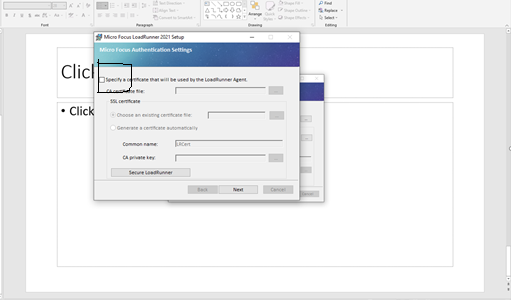 Font
Paragraph
Text Direction
Align Text
Convert to SmartArt
Arrange
Quick
Styles
Shape Fill
Shape Outline
Shape Effects
Drawing
Find
Replace
Select
Editing
Micro Focus LoadRunner 2021 Setup
Micro Focus Authentication Settings
Click
Specify a certificate that will be used by the LoadRunner Agent.
CA certificate file:
...
SSL certificate
• Click
Choose an existing certificate file:
...
Generate a certificate automatically
Common name:
LRCert
CA private key:
...
Secure LoadRunner
Back
Next
Cancel
Cancel